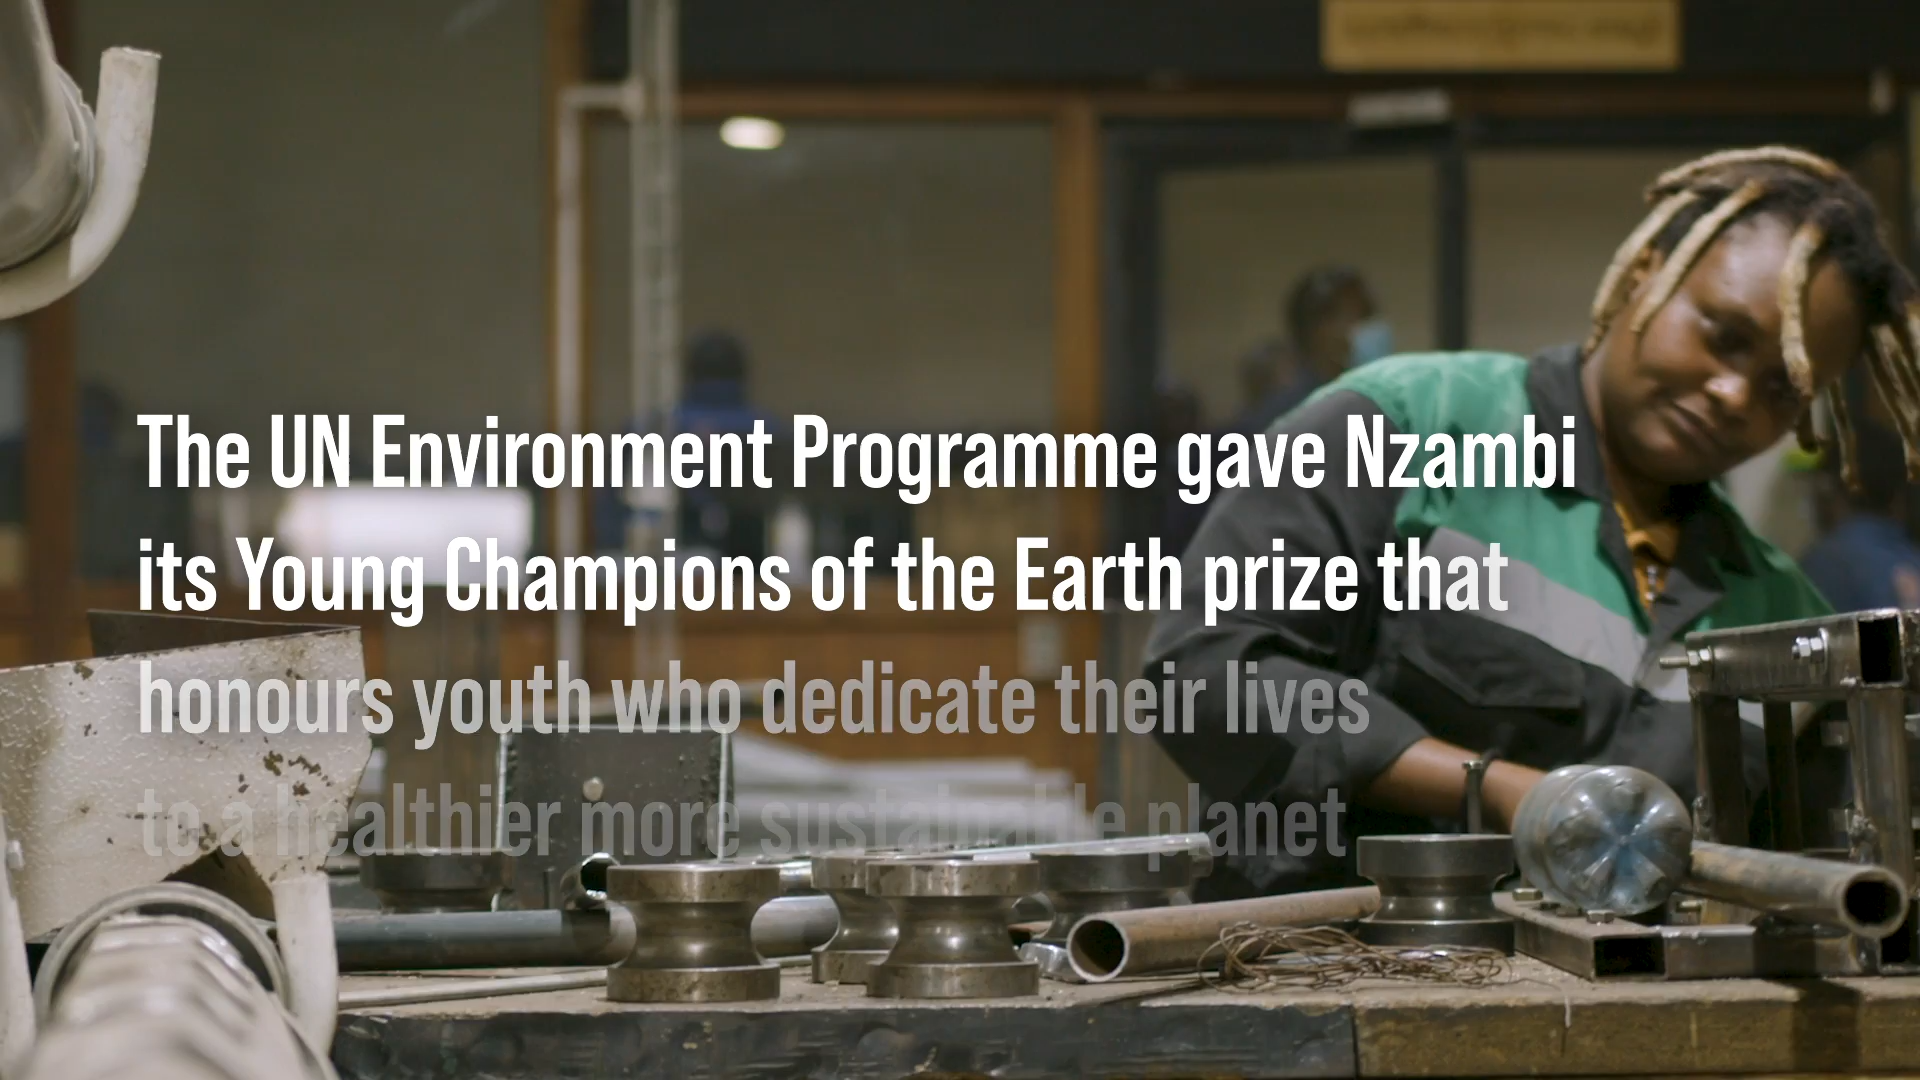 The UN Environment Programme gave Nzambi
its Young Champions of the Earth prize that
honours youth who dedicate their lives
to a healthier more sustainable planet